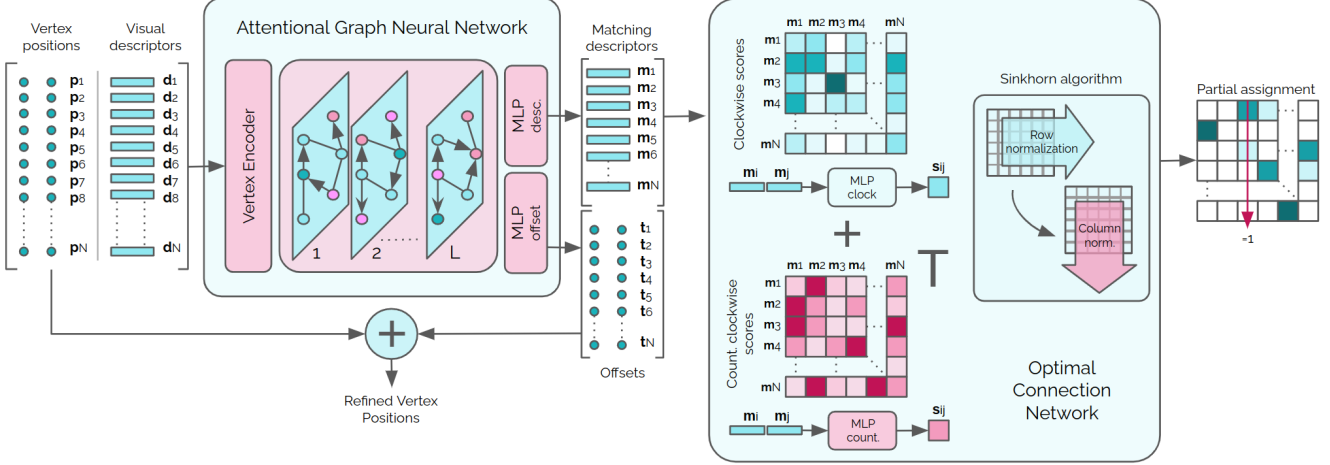 Vertex
positions
Visual
descriptors
p1
p2
p3
p4
p5
p6
p7
p8
pN
d1
d2
d3
d4
d5
d6
d7
d8
dN
Attentional Graph Neural Network
Vertex Encoder
1
2
L
MLP
desc.
MLP
offset
Matching
descriptors
m1
m2
m3
m4
m5
m6
mN
t1
t2
t3
t4
t5
t6
tN
Offsets
+
Refined Vertex
Positions
Clockwise scores
m1 m2 m3 m4 mN
m1
m2
m3
m4
mN
mi mj
MLP
clock
sij
+
T
Count. clockwise
scores
m1 m2 m3 m4 mN
m1
m2
m3
m4
mN
mi mj
MLP
count.
sij
Sinkhorn algorithm
Row
normalization
Column
norm.
Optimal
Connection
Network
Partial assignment
=1